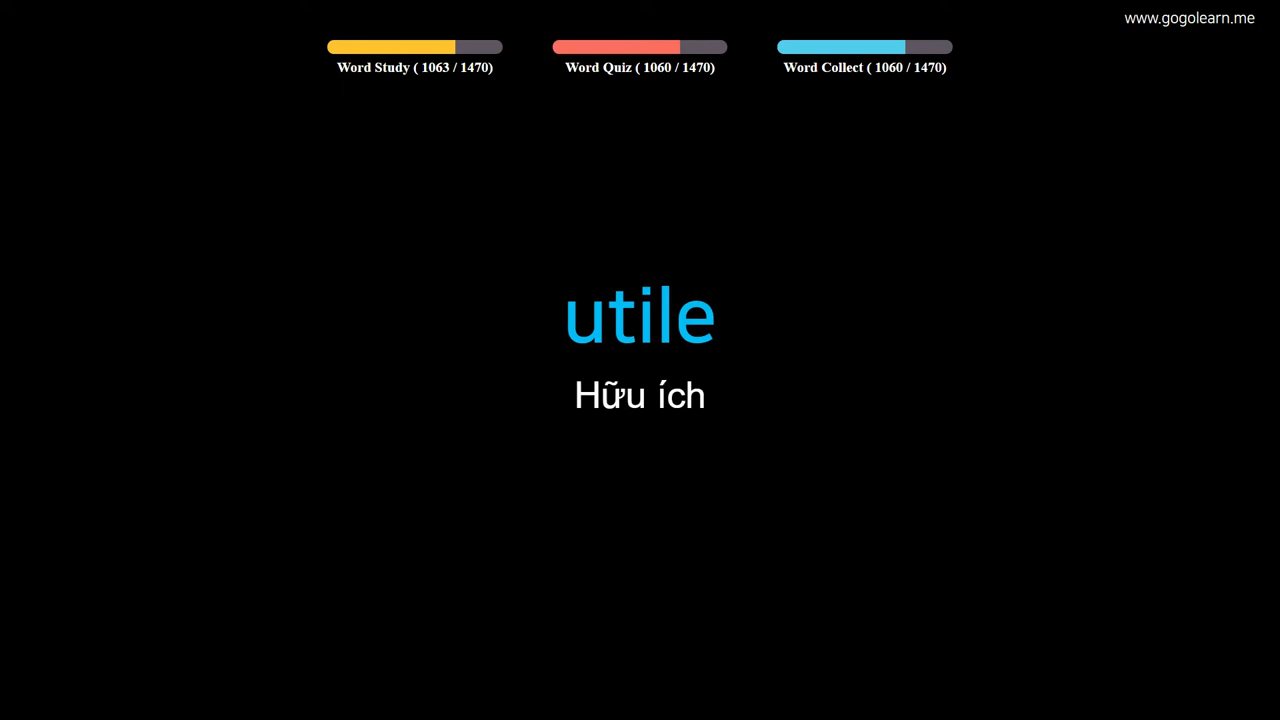 www.gogolearn.me
Word Study ( 1063 / 1470)
Word Quiz ( 1060 / 1470)
Word Collect ( 1060 / 1470)
utile
Hữu ích